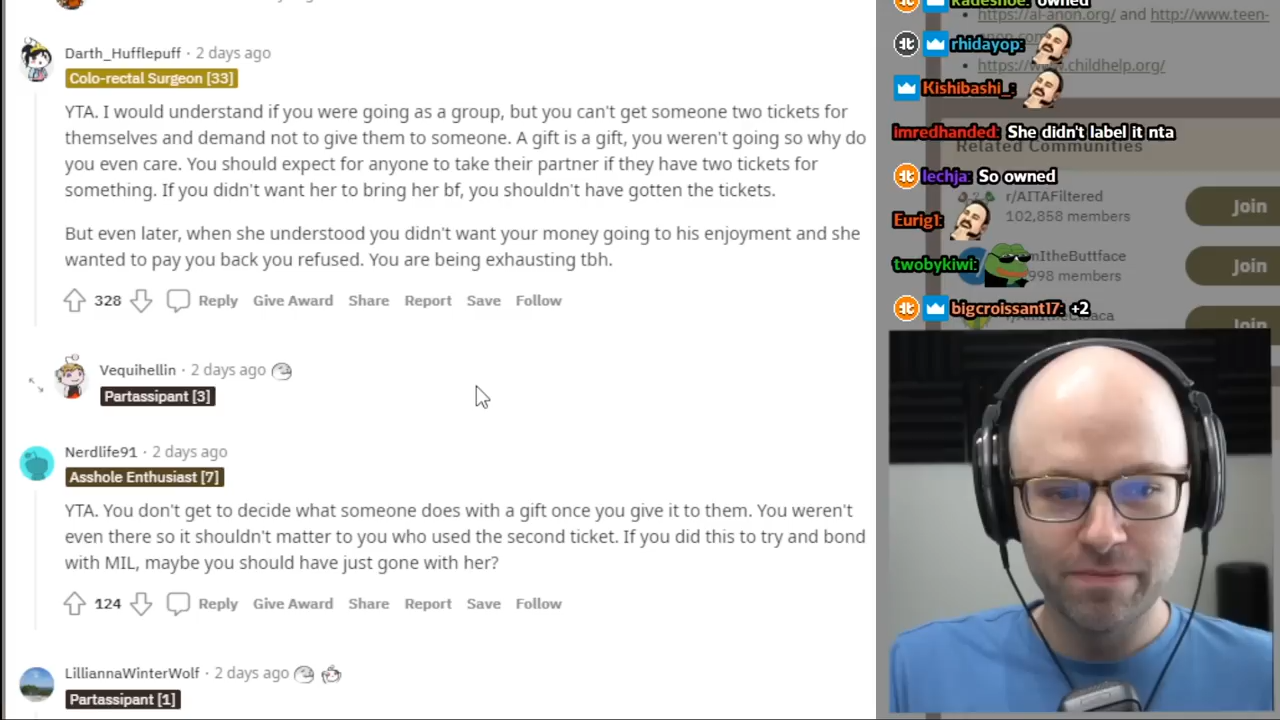 Darth_Hufflepuff · 2 days ago
Colo-rectal Surgeon [33]
YTA. I would understand if you were going as a group, but you can't get someone two tickets for
themselves and demand not to give them to someone. A gift is a gift, you weren't going so why do
you even care. You should expect for anyone to take their partner if they have two tickets for
something. If you didn't want her to bring her bf, you shouldn't have gotten the tickets.
But even later, when she understood you didn't want your money going to his enjoyment and she
wanted to pay you back you refused. You are being exhausting tbh.
328 Reply Give Award Share Report Save Follow
Vequihellin · 2 days ago
Partassipant [3]
Nerdlife91 · 2 days ago
Asshole Enthusiast [7]
YTA. You don't get to decide what someone does with a gift once you give it to them. You weren't
even there so it shouldn't matter to you who used the second ticket. If you did this to try and bond
with MIL, maybe you should have just gone with her?
124 Reply Give Award Share Report Save Follow
LilliannaWinterWolf · 2 days ago
Partassipant [1]
kadeshoe: owned
https://al-anon.org/ and http://www.teen-
rhidayop:
https://www.childhelp.org/
Kishibashi_:
imredhanded: She didn't label it nta
Related Communities
lechja: So owned
r/AITAFiltered
102,858 members
Join
Eurig1:
twobykiwi:
ItheButtface
998 members
Join
bigcroissant17: +2
Join